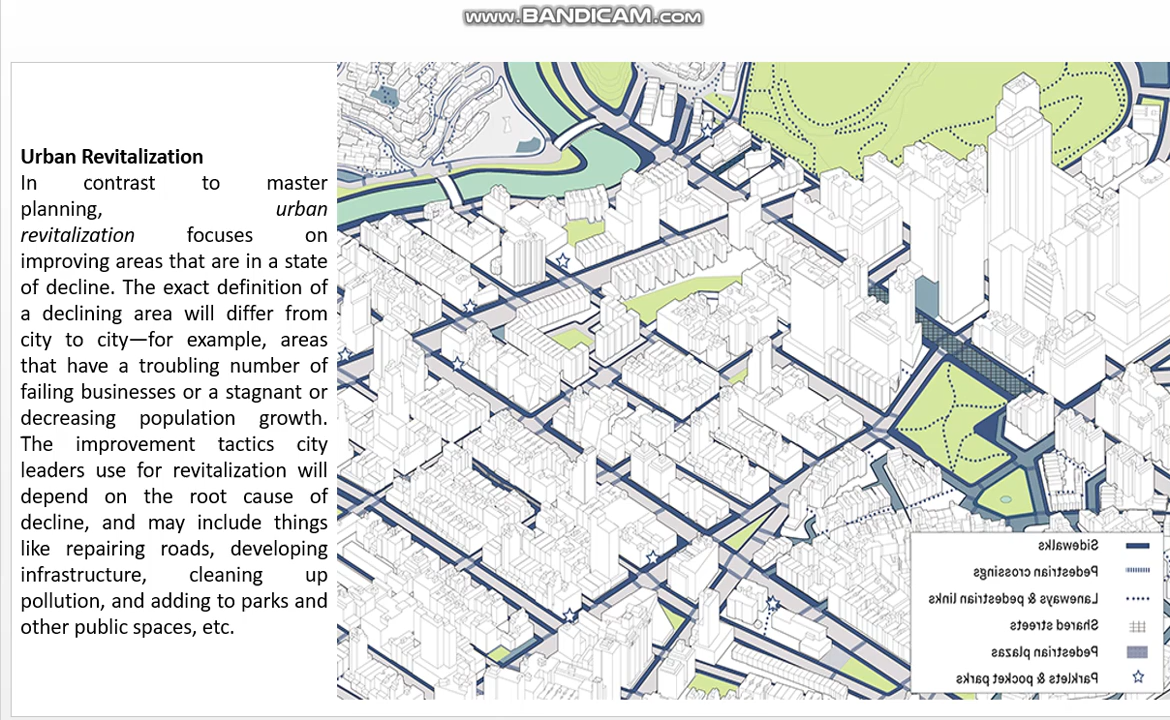 www.BANDICAM.com
Urban Revitalization
In contrast to master
planning, urban
revitalization focuses on
improving areas that are in a state
of decline. The exact definition of
a declining area will differ from
city to city—for example, areas
that have a troubling number of
failing businesses or a stagnant or
decreasing population growth.
The improvement tactics city
leaders use for revitalization will
depend on the root cause of
decline, and may include things
like repairing roads, developing
infrastructure, cleaning up
pollution, and adding to parks and
other public spaces, etc.
Sidewalks
Pedestrian crossings
Laneways & pedestrian links
Shared streets
Pedestrian plazas
Parklets & pocket parks